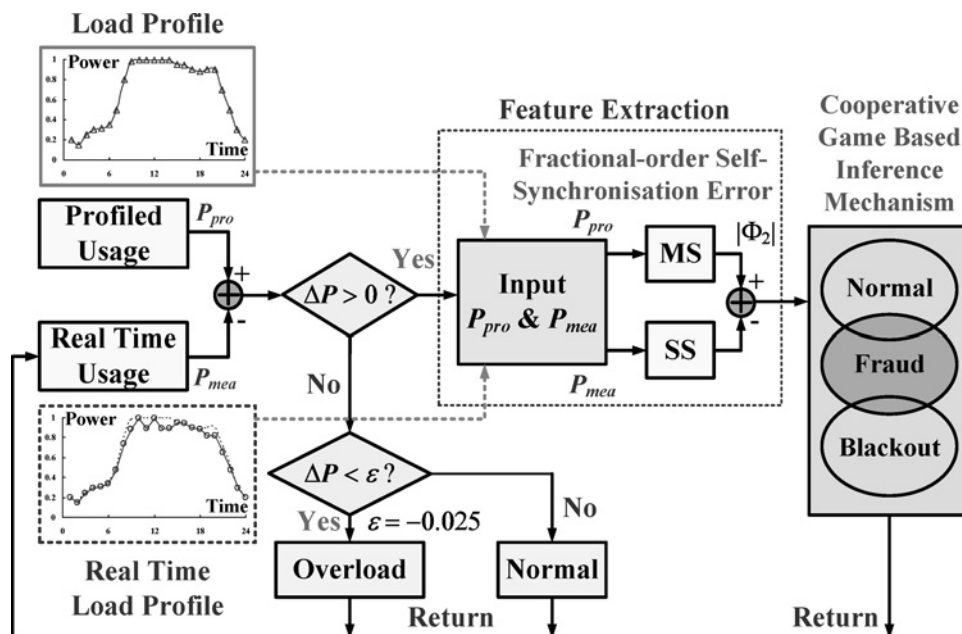 Load Profile
Power
1
0.8
0.6
0.4
0.2
0
Time
0 6 12 18 24
Feature Extraction
Fractional-order Self-
Synchronisation Error
Cooperative
Game Based
Inference
Mechanism
Profiled
Usage
P_pro
+
-
Real Time
Usage
P_mea
ΔP > 0 ?
Yes
No
Input
P_pro & P_mea
P_pro
MS
|Φ₂|
+
-
P_mea
SS
Normal
Fraud
Blackout
Power
1
0.8
0.6
0.4
0.2
0
Time
0 6 12 18 24
Real Time
Load Profile
ΔP < ε ?
Yes
ε = −0.025
No
Overload
Normal
Return
Return